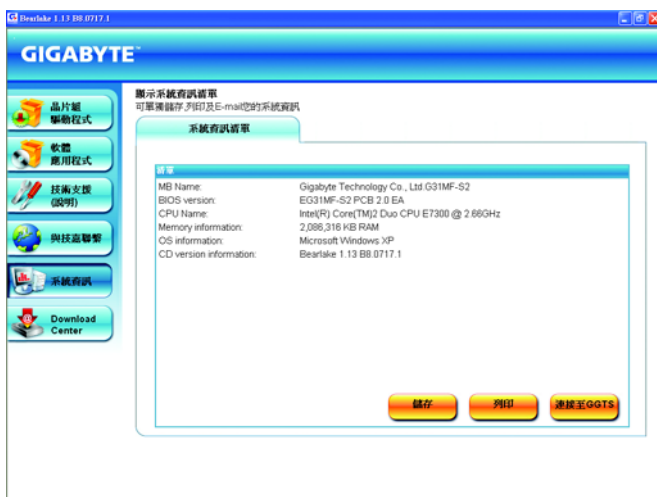 Bearlake 1.13 B8.0717.1
GIGABYTE™
晶片組
驅動程式
軟體
應用程式
技術支援
(說明)
與技嘉聯繫
系統資訊
Download
Center
顯示系統資訊清單
可單獨儲存,列印及E-mail您的系統資訊
系統資訊清單
清單
MB Name: Gigabyte Technology Co., Ltd.G31MF-S2
BIOS version: EG31MF-S2 PCB 2.0 EA
CPU Name: Intel(R) Core(TM)2 Duo CPU E7300 @ 2.66GHz
Memory information: 2,086,316 KB RAM
OS information: Microsoft Windows XP
CD version information: Bearlake 1.13 B8.0717.1
儲存 列印 連接至GGTS